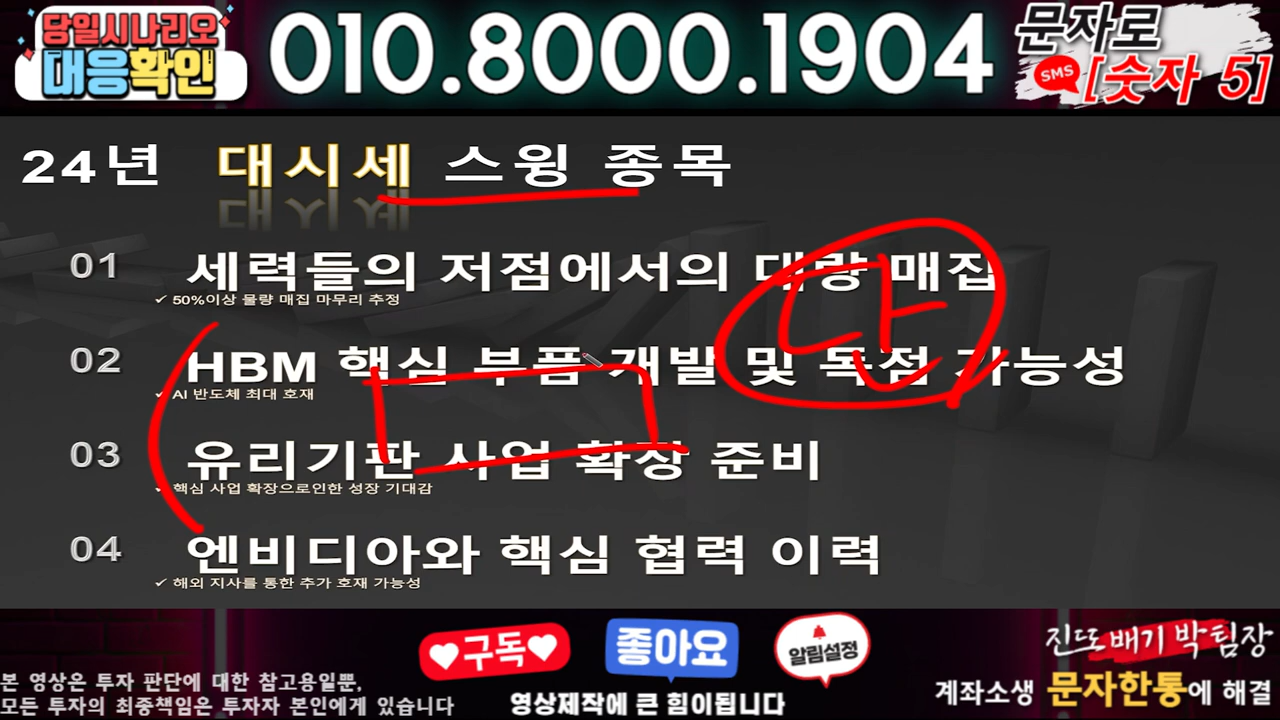 당일시나리오
대응확인
010.8000.1904
문자로
SMS
[숫자 5]
24년 대시세 스윙 종목
01 세력들의 저점에서의 대량 매집
✓ 50%이상 물량 매집 마무리 추정
02 HBM 핵심 부품 개발 및 독점 가능성
✓ AI 반도체 최대 호재
03 유리기판 사업 확장 준비
✓ 핵심 사업 확장으로인한 성장 기대감
04 엔비디아와 핵심 협력 이력
✓ 해외 지사를 통한 추가 호재 가능성
구독
좋아요
알림설정
영상제작에 큰 힘이됩니다
본 영상은 투자 판단에 대한 참고용일뿐,
모든 투자의 최종책임은 투자자 본인에게 있습니다
진또배기 박팀장
계좌소생 문자한통에 해결